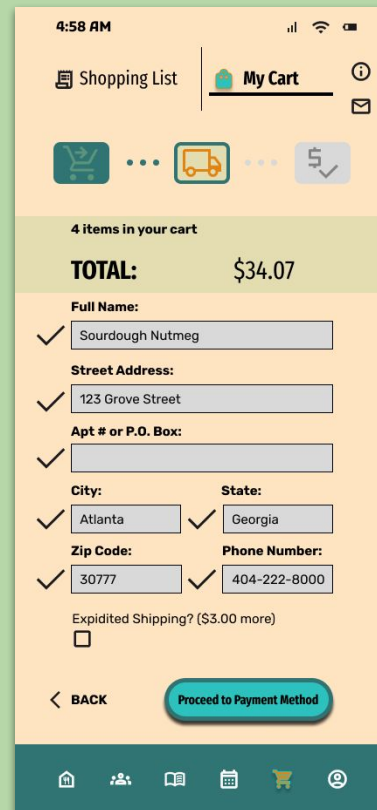 4:58 AM
Shopping List
My Cart
$
4 items in your cart
TOTAL: $34.07
Full Name:
Sourdough Nutmeg
Street Address:
123 Grove Street
Apt # or P.O. Box:
City: State:
Atlanta Georgia
Zip Code: Phone Number:
30777 404-222-8000
Expidited Shipping? ($3.00 more)
BACK
Proceed to Payment Method